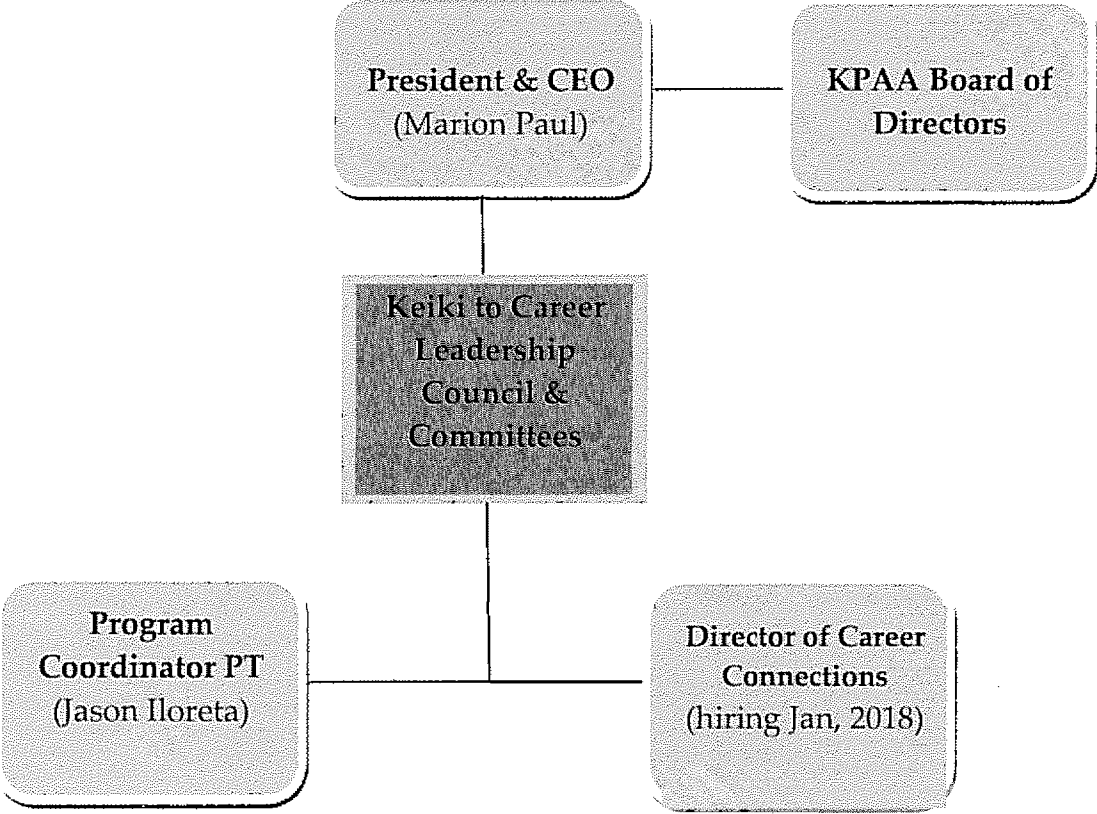 President & CEO
(Marion Paul)
KPAA Board of
Directors
Keiki to Career
Leadership
Council &
Committees
Program
Coordinator PT
(Jason Iloreta)
Director of Career
Connections
(hiring Jan, 2018)